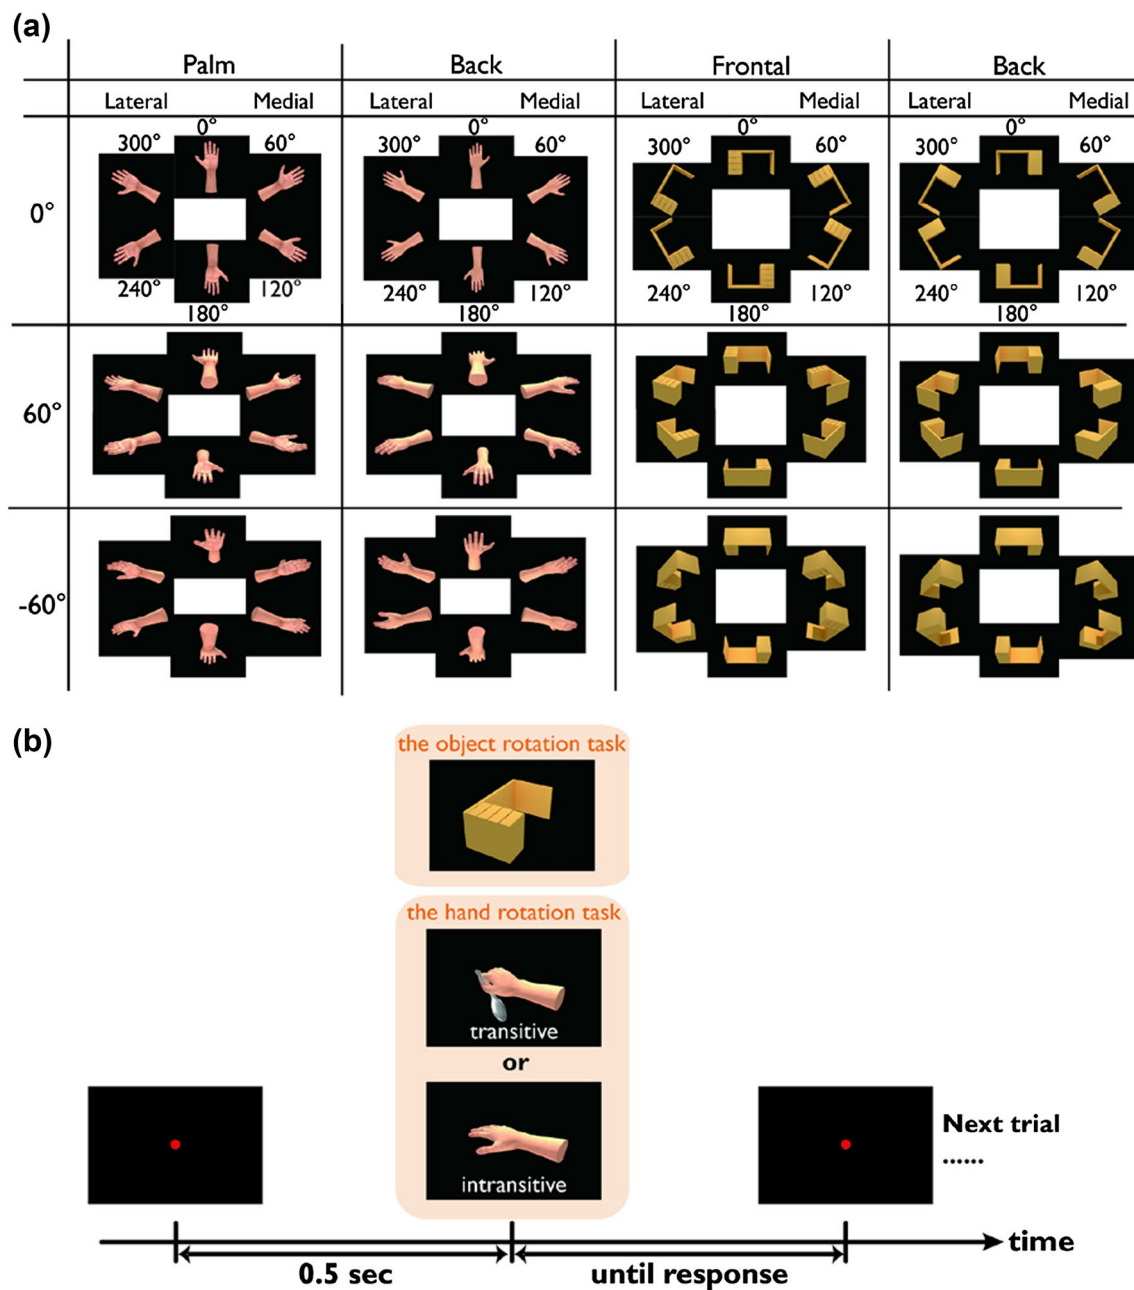 (a)
Palm Back Frontal Back
Lateral Medial Lateral Medial Lateral Medial Lateral Medial
0° 0° 0° 0°
300° 60° 300° 60° 300° 60° 300° 60°
0°
240° 120° 240° 120° 240° 120° 240° 120°
180° 180° 180° 180°
60°
-60°
(b)
the object rotation task
the hand rotation task
transitive
or
intransitive
Next trial
......
time
0.5 sec until response